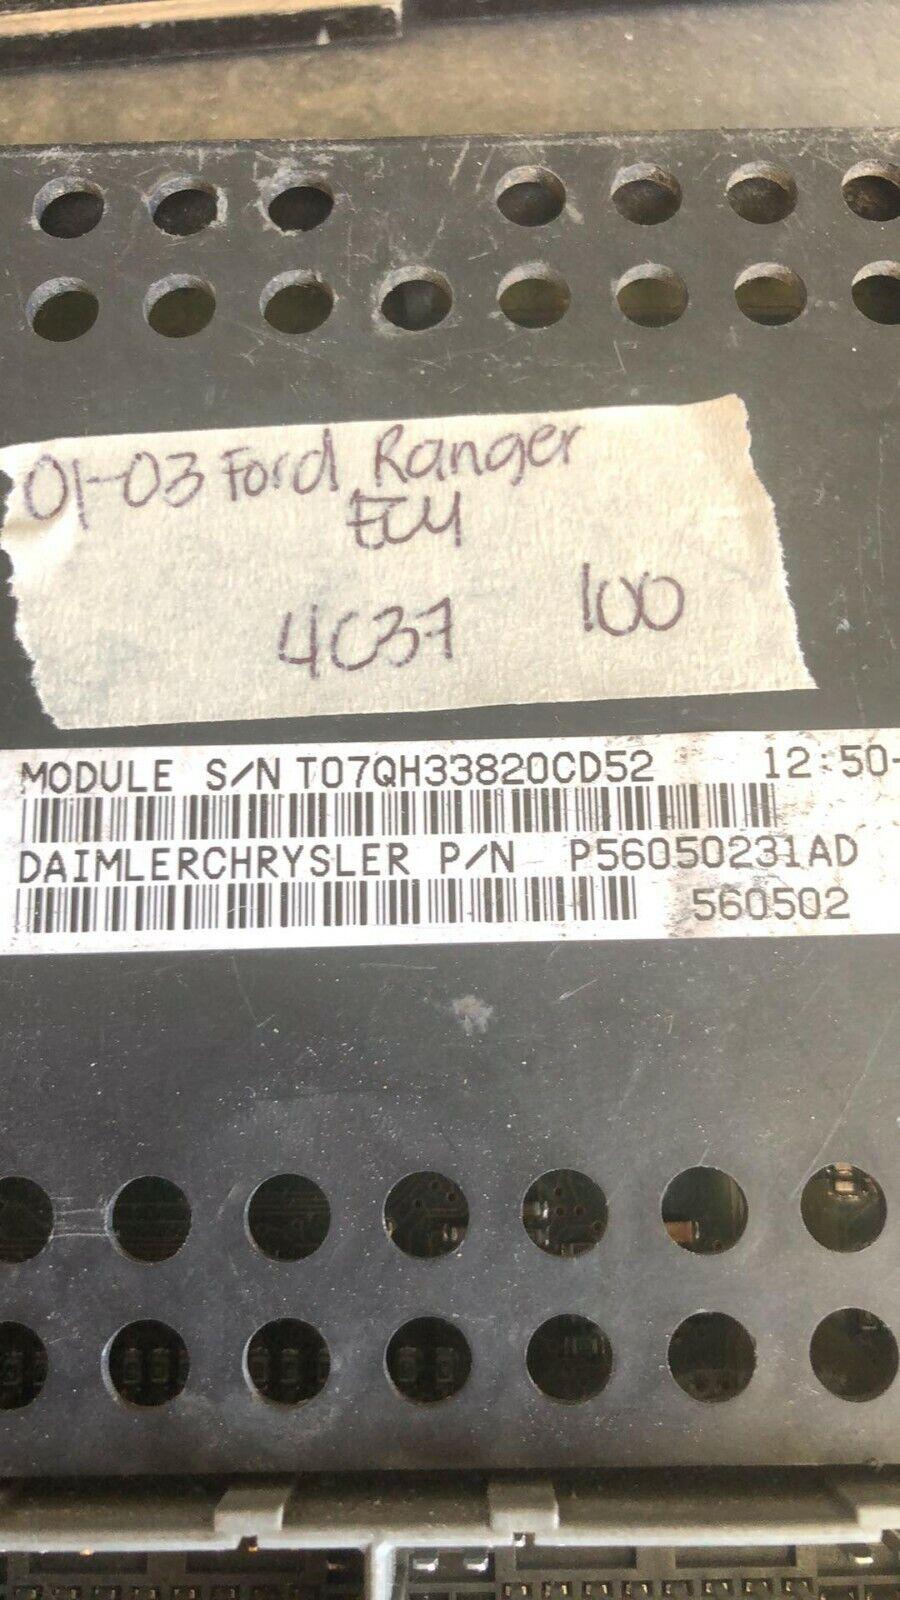 01-03 Ford Ranger
ECU
4C37 100
MODULE S/N T07QH33820CD52 12:50-
DAIMLERCHRYSLER P/N P56050231AD
560502